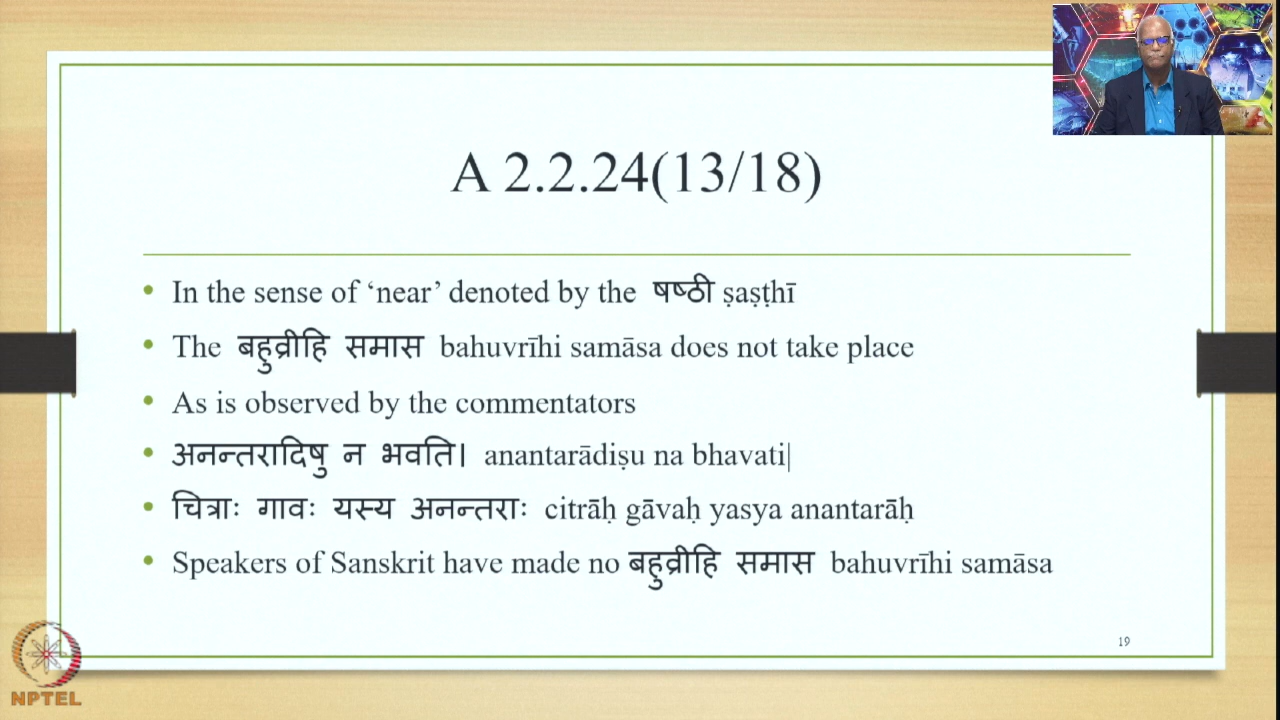 A 2.2.24(13/18)
• In the sense of ‘near’ denoted by the षष्ठी ṣaṣṭhī
• The बहुव्रीहि समास bahuvrīhi samāsa does not take place
• As is observed by the commentators
• अनन्तरादिषु न भवति। anantarādiṣu na bhavati|
• चित्राः गावः यस्य अनन्तराः citrāḥ gāvaḥ yasya anantarāḥ
• Speakers of Sanskrit have made no बहुव्रीहि समास bahuvrīhi samāsa
19
NPTEL